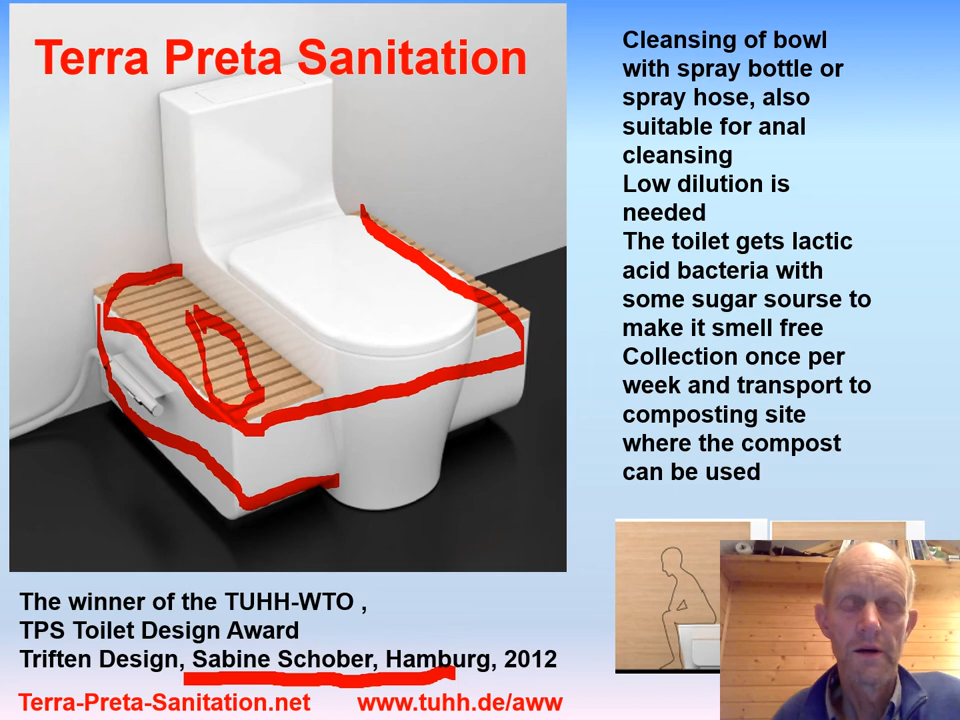 Terra Preta Sanitation
Cleansing of bowl
with spray bottle or
spray hose, also
suitable for anal
cleansing
Low dilution is
needed
The toilet gets lactic
acid bacteria with
some sugar sourse to
make it smell free
Collection once per
week and transport to
composting site
where the compost
can be used
The winner of the TUHH-WTO ,
TPS Toilet Design Award
Triften Design, Sabine Schober, Hamburg, 2012
Terra-Preta-Sanitation.net www.tuhh.de/aww